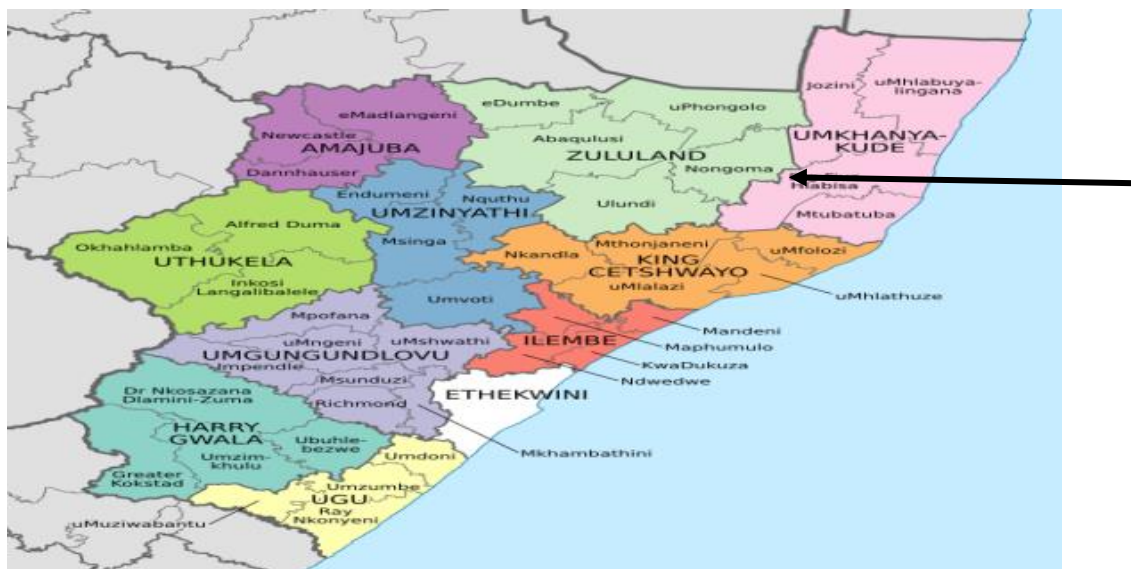 Jozini
uMhlabuya-
lingana
UMKHANYA-
KUDE
Hlabisa
Mtubatuba
eDumbe
uPhongolo
Abaqulusi
ZULULAND
Nongoma
Ulundi
eMadlangeni
Newcastle
AMAJUBA
Dannhauser
Endumeni
Nquthu
UMZINYATHI
Msinga
Umvoti
Alfred Duma
Okhahlamba
UTHUKELA
Inkosi
Langalibalele
Mthonjaneni
uMfolozi
Nkandla
KING
CETSHWAYO
uMlalazi
uMhlathuze
Mandeni
ILEMBE
Maphumulo
KwaDukuza
Ndwedwe
Mpofana
uMngeni
uMshwathi
UMGUNGUNDLOVU
Impendle
Msunduzi
Richmond
Mkhambathini
ETHEKWINI
Dr Nkosazana
Dlamini-Zuma
HARRY
GWALA
Ubuhle-
bezwe
Umzim-
khulu
Greater
Kokstad
Umdoni
Umzumbe
UGU
Ray
Nkonyeni
uMuziwabantu